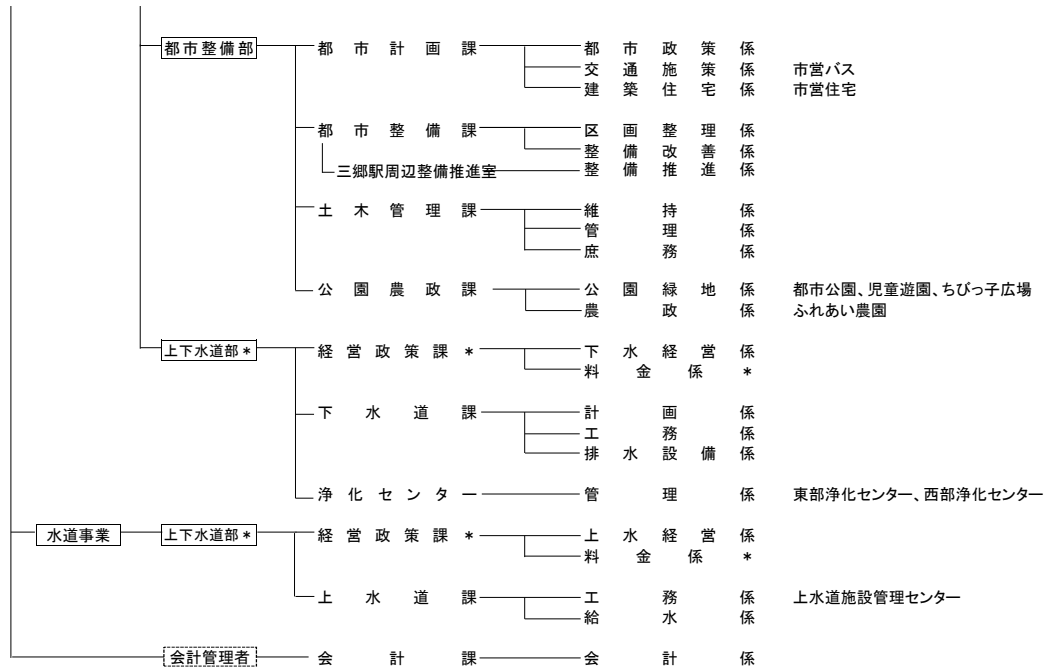 都市整備部 都市計画課 都市政策係
交通施策係 市営バス
建築住宅係 市営住宅
都市整備課 区画整理係
整備改善係
三郷駅周辺整備推進室 整備推進係
土木管理課 維持係
管理係
庶務係
公園農政課 公園緑地係 都市公園、児童遊園、ちびっ子広場
農政係 ふれあい農園
上下水道部* 経営政策課* 下水経営係
料金係*
下水道課 計画係
工務係
排水設備係
浄化センター 管理係 東部浄化センター、西部浄化センター
水道事業 上下水道部* 経営政策課* 上水経営係
料金係*
上水道課 工務係 上水道施設管理センター
給水係
会計管理者 会計課 会計係